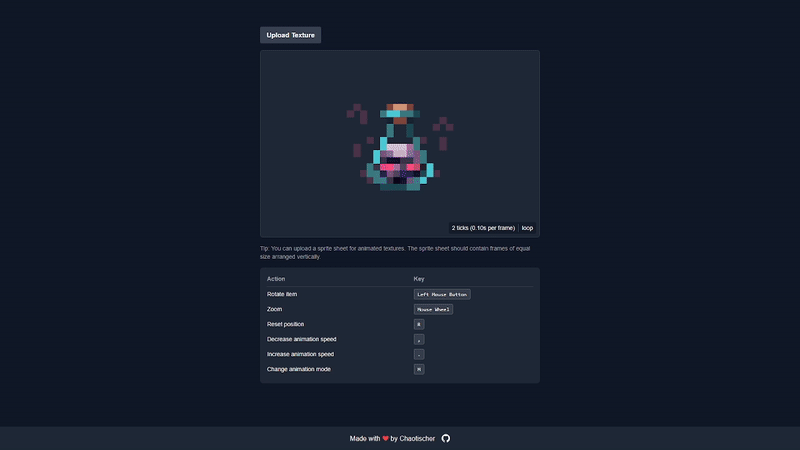 Upload Texture
2 ticks (0.10s per frame) loop
Tip: You can upload a sprite sheet for animated textures. The sprite sheet should contain frames of equal
size arranged vertically.
Action Key
Rotate item Left Mouse Button
Zoom Mouse Wheel
Reset position R
Decrease animation speed ,
Increase animation speed .
Change animation mode M
Made with ❤️ by Chaotischer